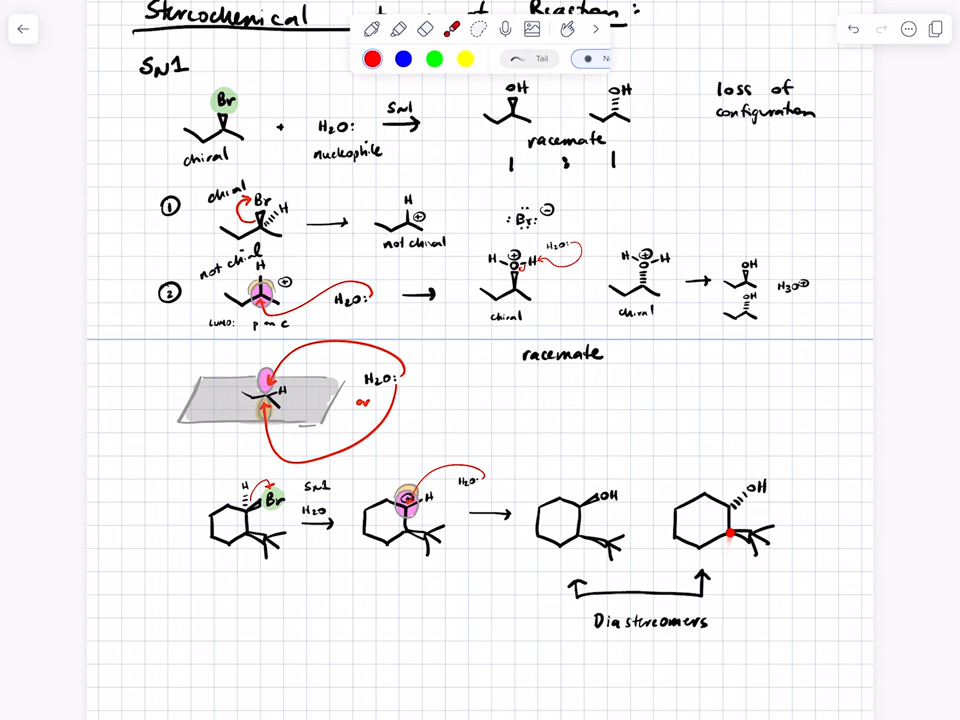 Stereochemical Reaction:
Tail
SN1
Br
+ H2O:
SN1
OH
OH
loss of
configuration
chiral
nucleophile
racemate
1 : 1
①
chiral
Br
H
H
⊕
not chiral
:Br: ⊖
②
not chiral
H
⊕
H2O:
LUMO: p on C
H ⊕ H
O
H2O:
chiral
H ⊕ H
O
chiral
OH
OH
H3O⊕
racemate
H
H2O:
or
H
Br
SN1
H2O
⊕
H
H2O:
OH
OH
Diastereomers